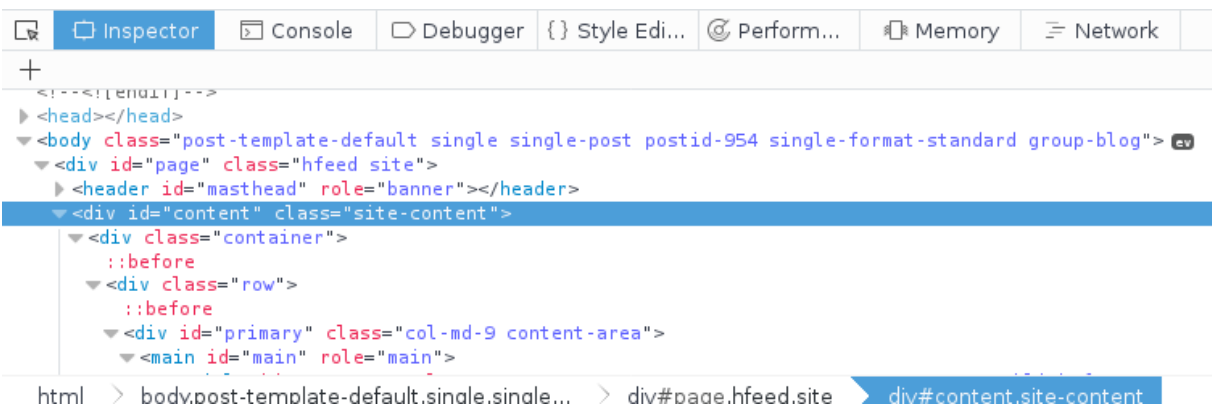 Inspector Console Debugger { } Style Edi... Perform... Memory Network
+
<!--<![endif]-->
<head></head>
<body class="post-template-default single single-post postid-954 single-format-standard group-blog"> ev
<div id="page" class="hfeed site">
<header id="masthead" role="banner"></header>
<div id="content" class="site-content">
<div class="container">
::before
<div class="row">
::before
<div id="primary" class="col-md-9 content-area">
<main id="main" role="main">
html body.post-template-default.single.single... div#page.hfeed.site div#content.site-content